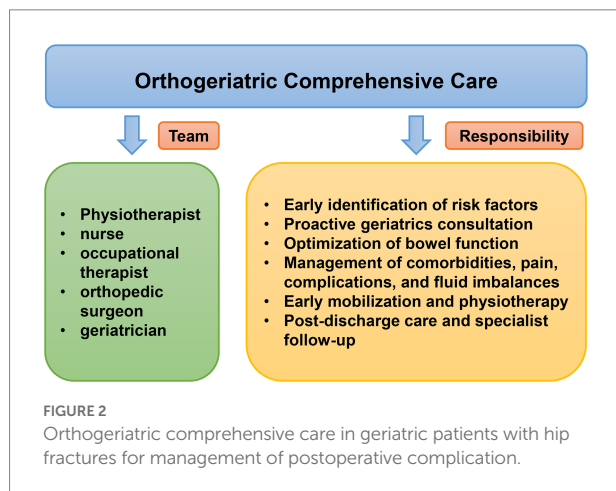 Orthogeriatric Comprehensive Care
Team
Responsibility
• Physiotherapist
• nurse
• occupational
therapist
• orthopedic
surgeon
• geriatrician
• Early identification of risk factors
• Proactive geriatrics consultation
• Optimization of bowel function
• Management of comorbidities, pain,
complications, and fluid imbalances
• Early mobilization and physiotherapy
• Post-discharge care and specialist
follow-up
FIGURE 2
Orthogeriatric comprehensive care in geriatric patients with hip
fractures for management of postoperative complication.